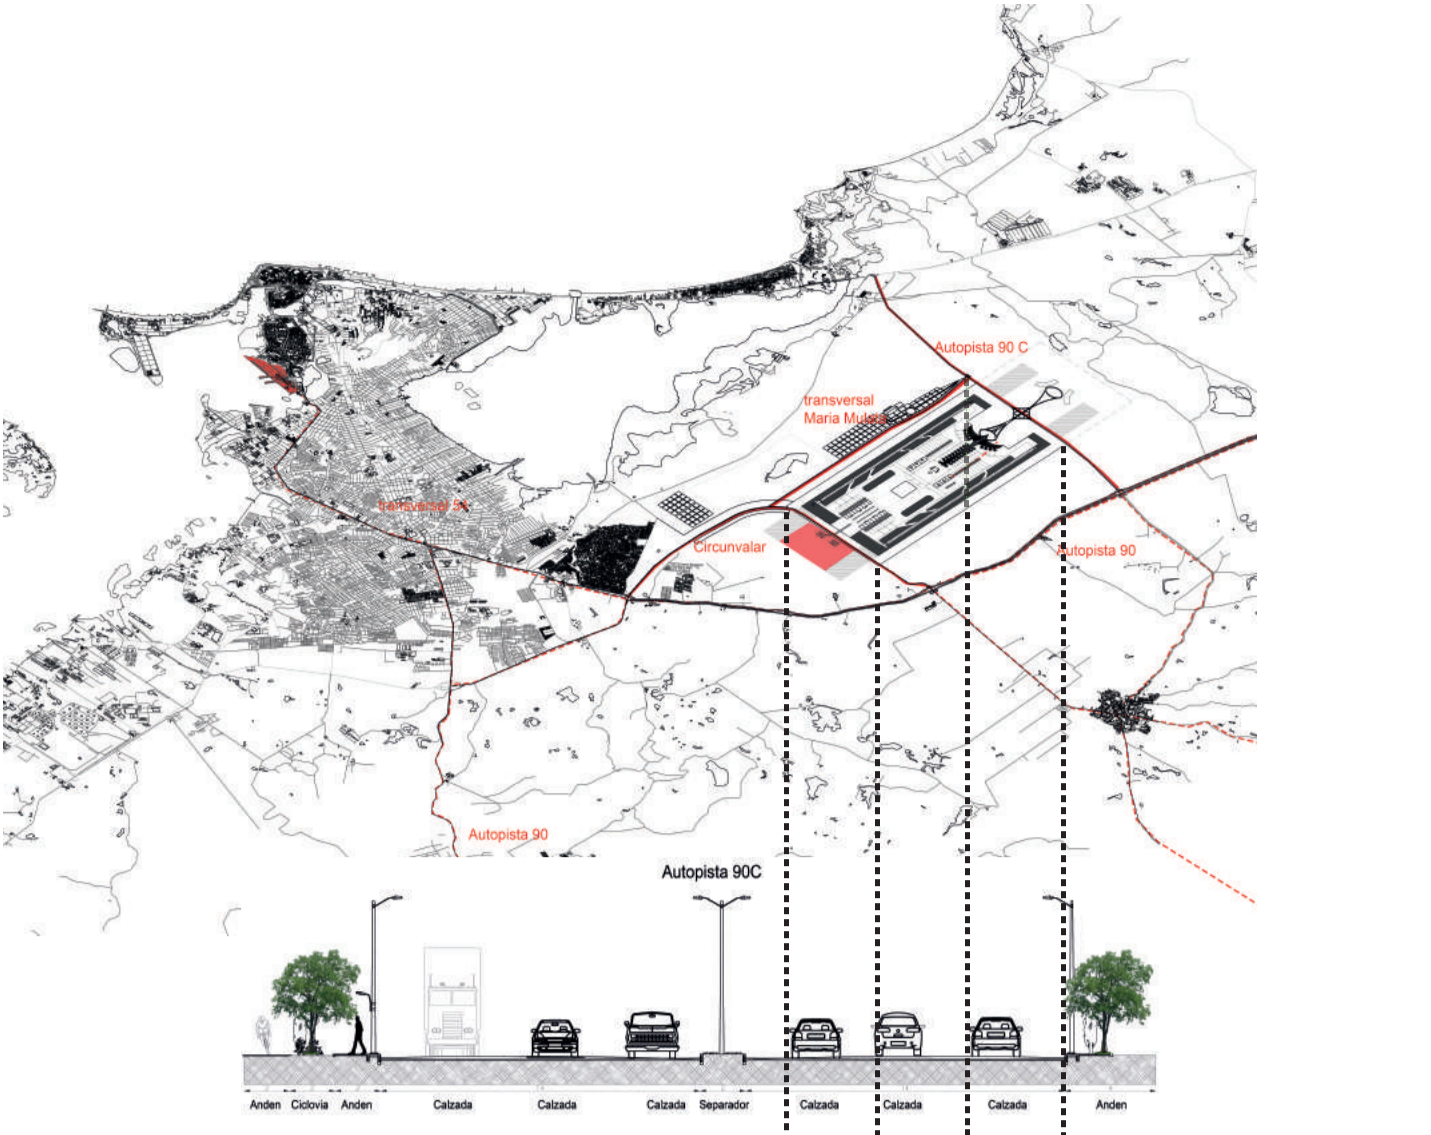 Autopista 90 C
transversal
Maria Mulata
transversal 54
Circunvalar
Autopista 90
Autopista 90
Autopista 90C
Anden Ciclovia Anden Calzada Calzada Calzada Separador Calzada Calzada Calzada Anden